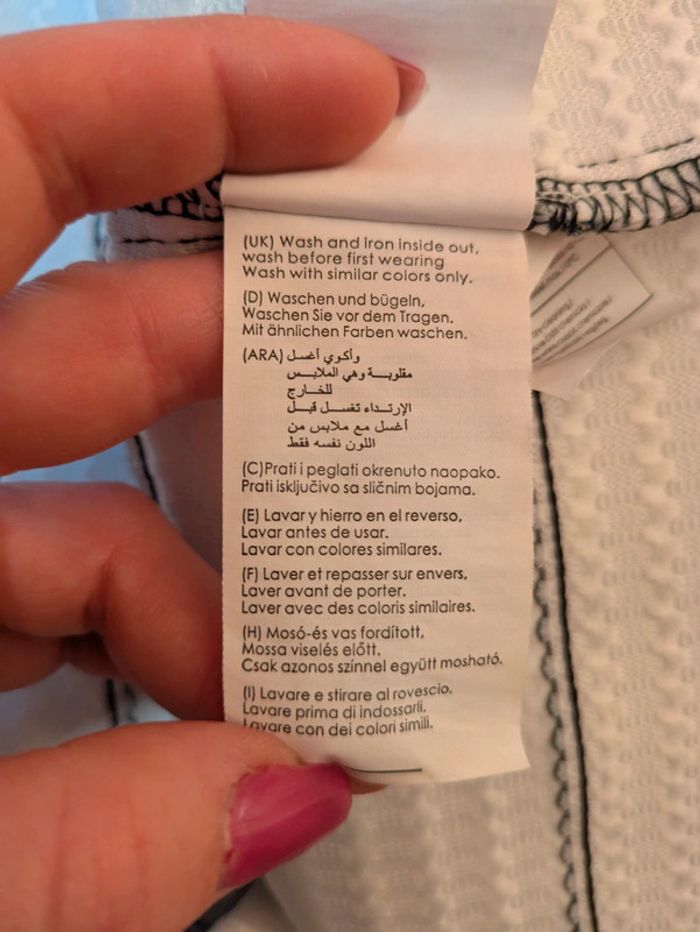 (UK) Wash and iron inside out,
wash before first wearing
Wash with similar colors only.
(D) Waschen und bügeln,
Waschen Sie vor dem Tragen.
Mit ähnlichen Farben waschen.
(ARA) وأكوي أغسل
مقلوبة وهي الملابس
للخارج
الإرتداء تغسل قبل
أغسل مع ملابس من
اللون نفسه فقط
(C)Prati i peglati okrenuto naopako.
Prati isključivo sa sličnim bojama.
(E) Lavar y hierro en el reverso,
Lavar antes de usar.
Lavar con colores similares.
(F) Laver et repasser sur envers,
Laver avant de porter.
Laver avec des coloris similaires.
(H) Mosó-és vas fordított,
Mossa viselés előtt.
Csak azonos színnel együtt mosható.
(I) Lavare e stirare al rovescio.
Lavare prima di indossarli.
Lavare con dei colori simili.